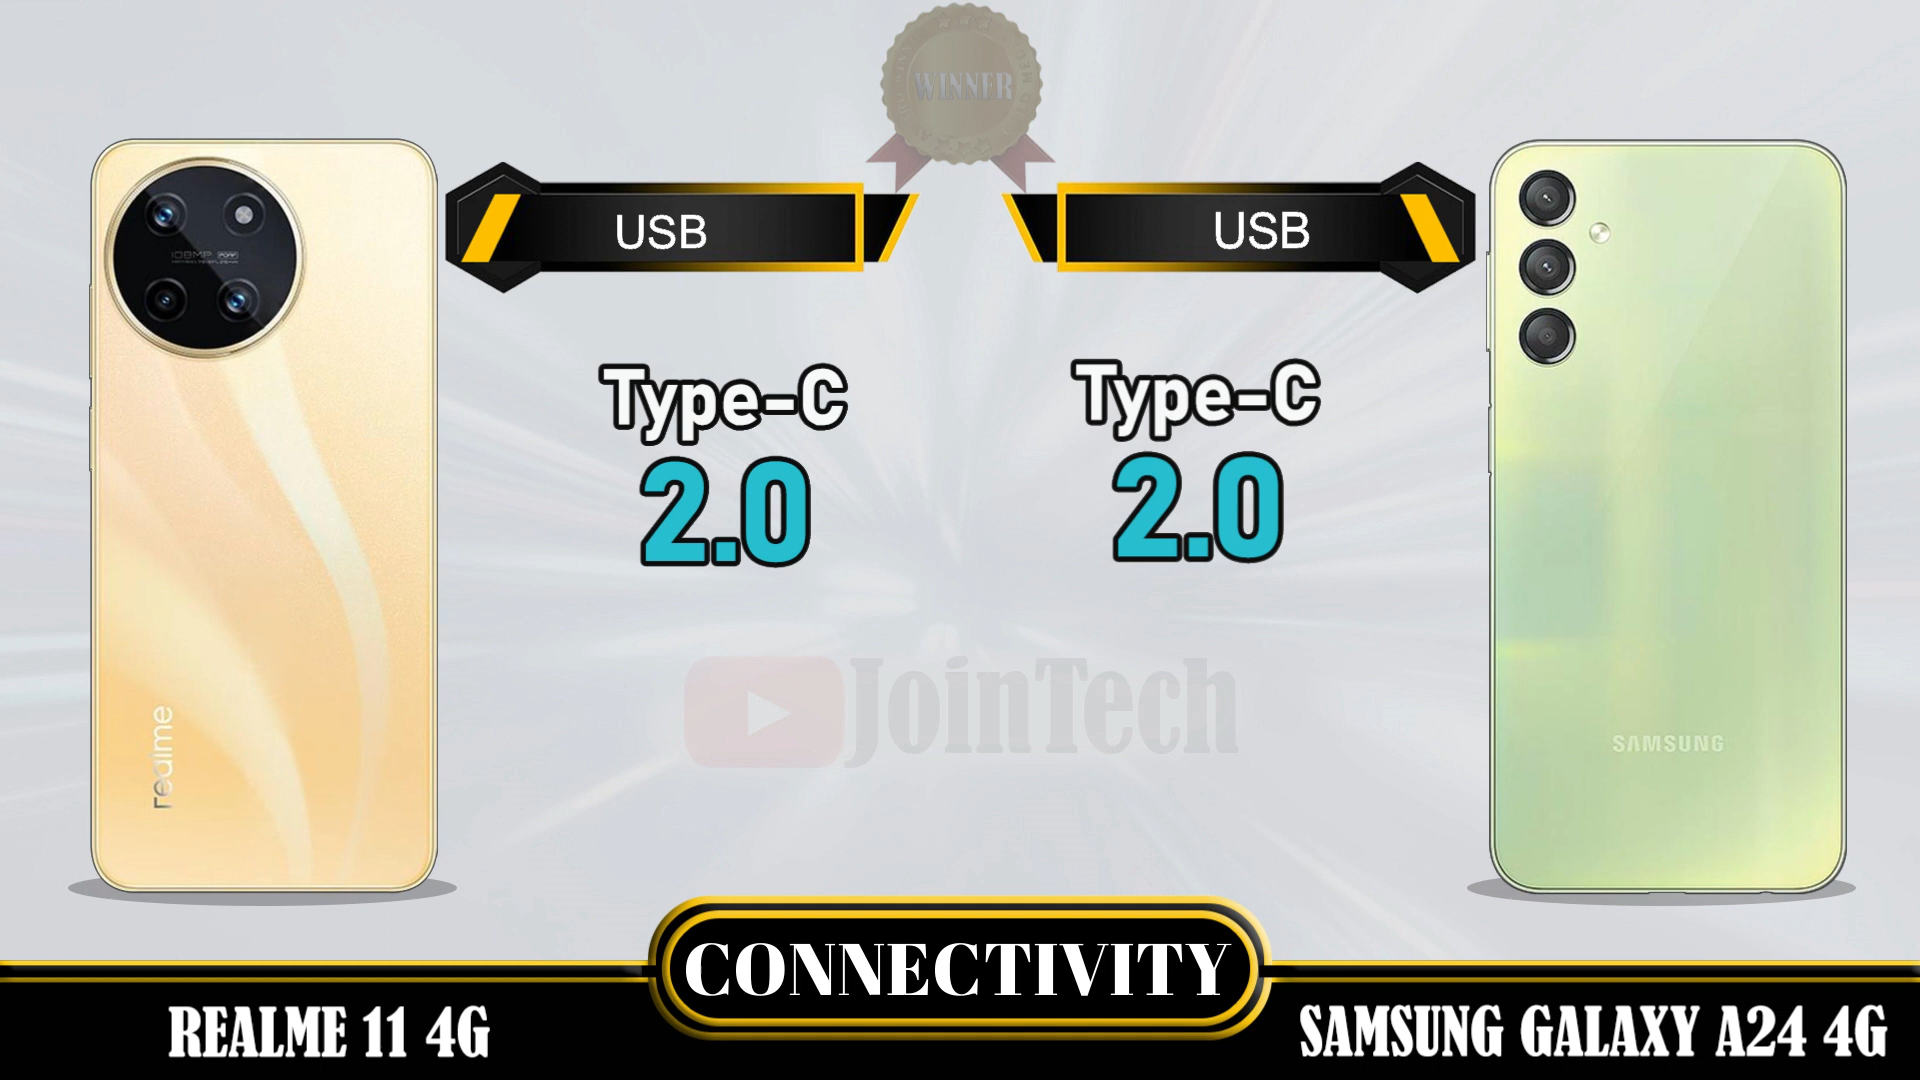 WINNER
USB
USB
108MP
Type-C
2.0
Type-C
2.0
JoinTech
realme
SAMSUNG
CONNECTIVITY
REALME 11 4G
SAMSUNG GALAXY A24 4G